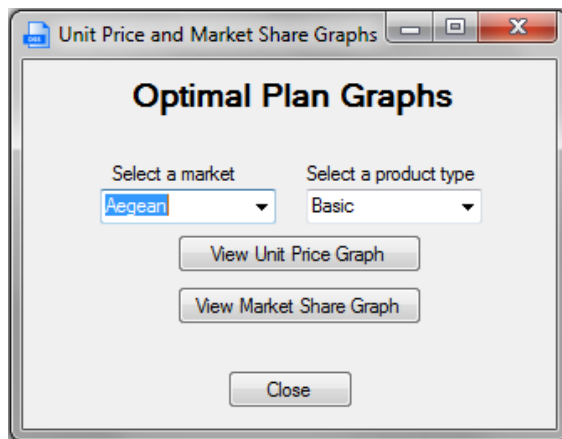 Unit Price and Market Share Graphs
Optimal Plan Graphs
Select a market Select a product type
Aegean Basic
View Unit Price Graph
View Market Share Graph
Close